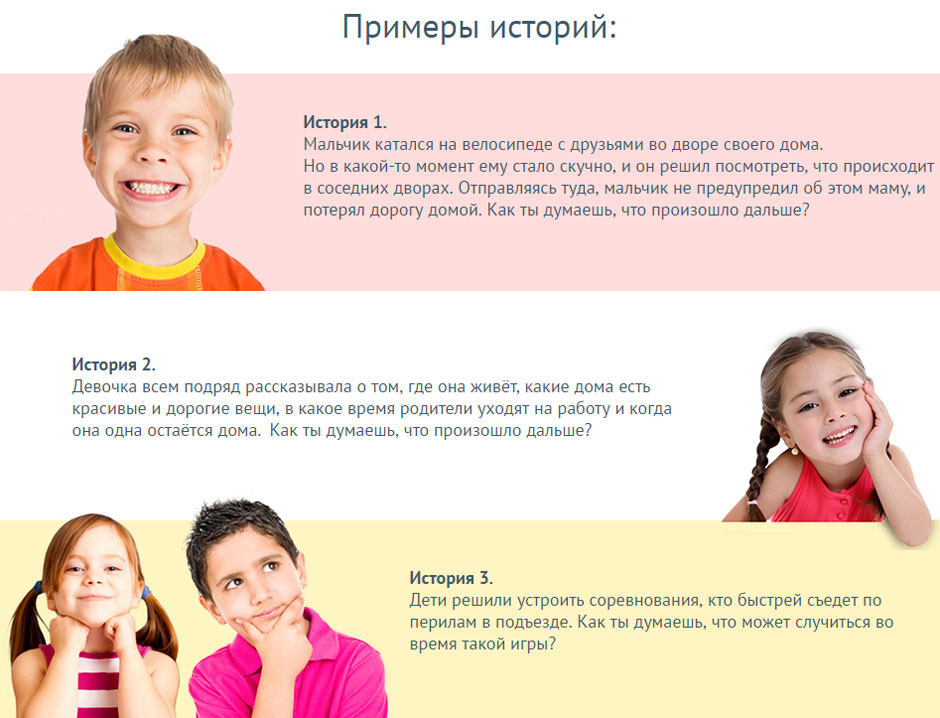 Примеры историй:
История 1.
Мальчик катался на велосипеде с друзьями во дворе своего дома.
Но в какой-то момент ему стало скучно, и он решил посмотреть, что происходит
в соседних дворах. Отправляясь туда, мальчик не предупредил об этом маму, и
потерял дорогу домой. Как ты думаешь, что произошло дальше?
История 2.
Девочка всем подряд рассказывала о том, где она живёт, какие дома есть
красивые и дорогие вещи, в какое время родители уходят на работу и когда
она одна остаётся дома. Как ты думаешь, что произошло дальше?
История 3.
Дети решили устроить соревнования, кто быстрей съедет по
перилам в подъезде. Как ты думаешь, что может случиться во
время такой игры?